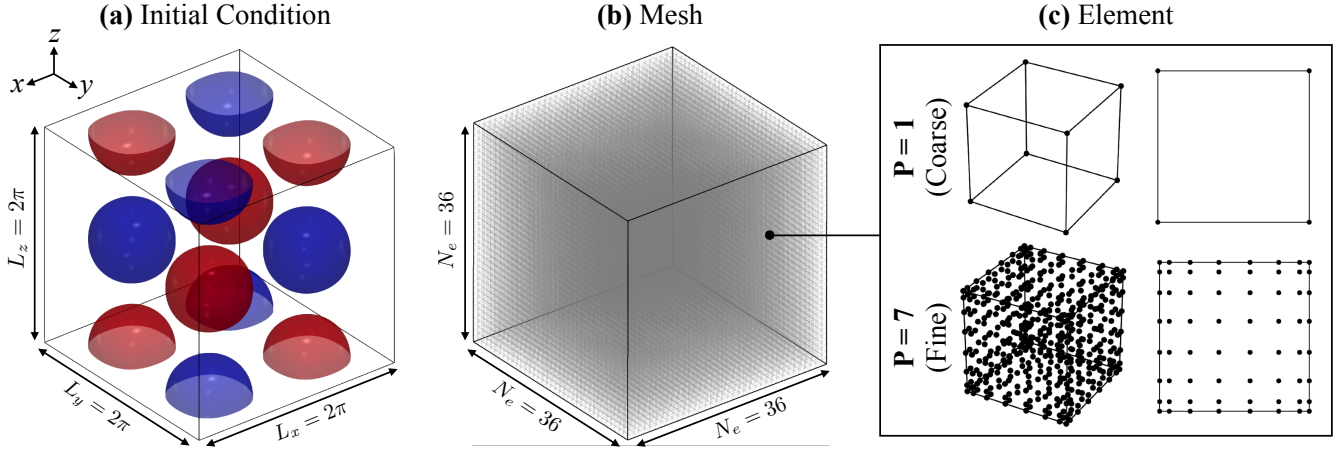 (a) Initial Condition
(b) Mesh
(c) Element
z
x
y
L_z = 2π
L_y = 2π
L_x = 2π
N_e = 36
N_e = 36
N_e = 36
P = 1
(Coarse)
P = 7
(Fine)